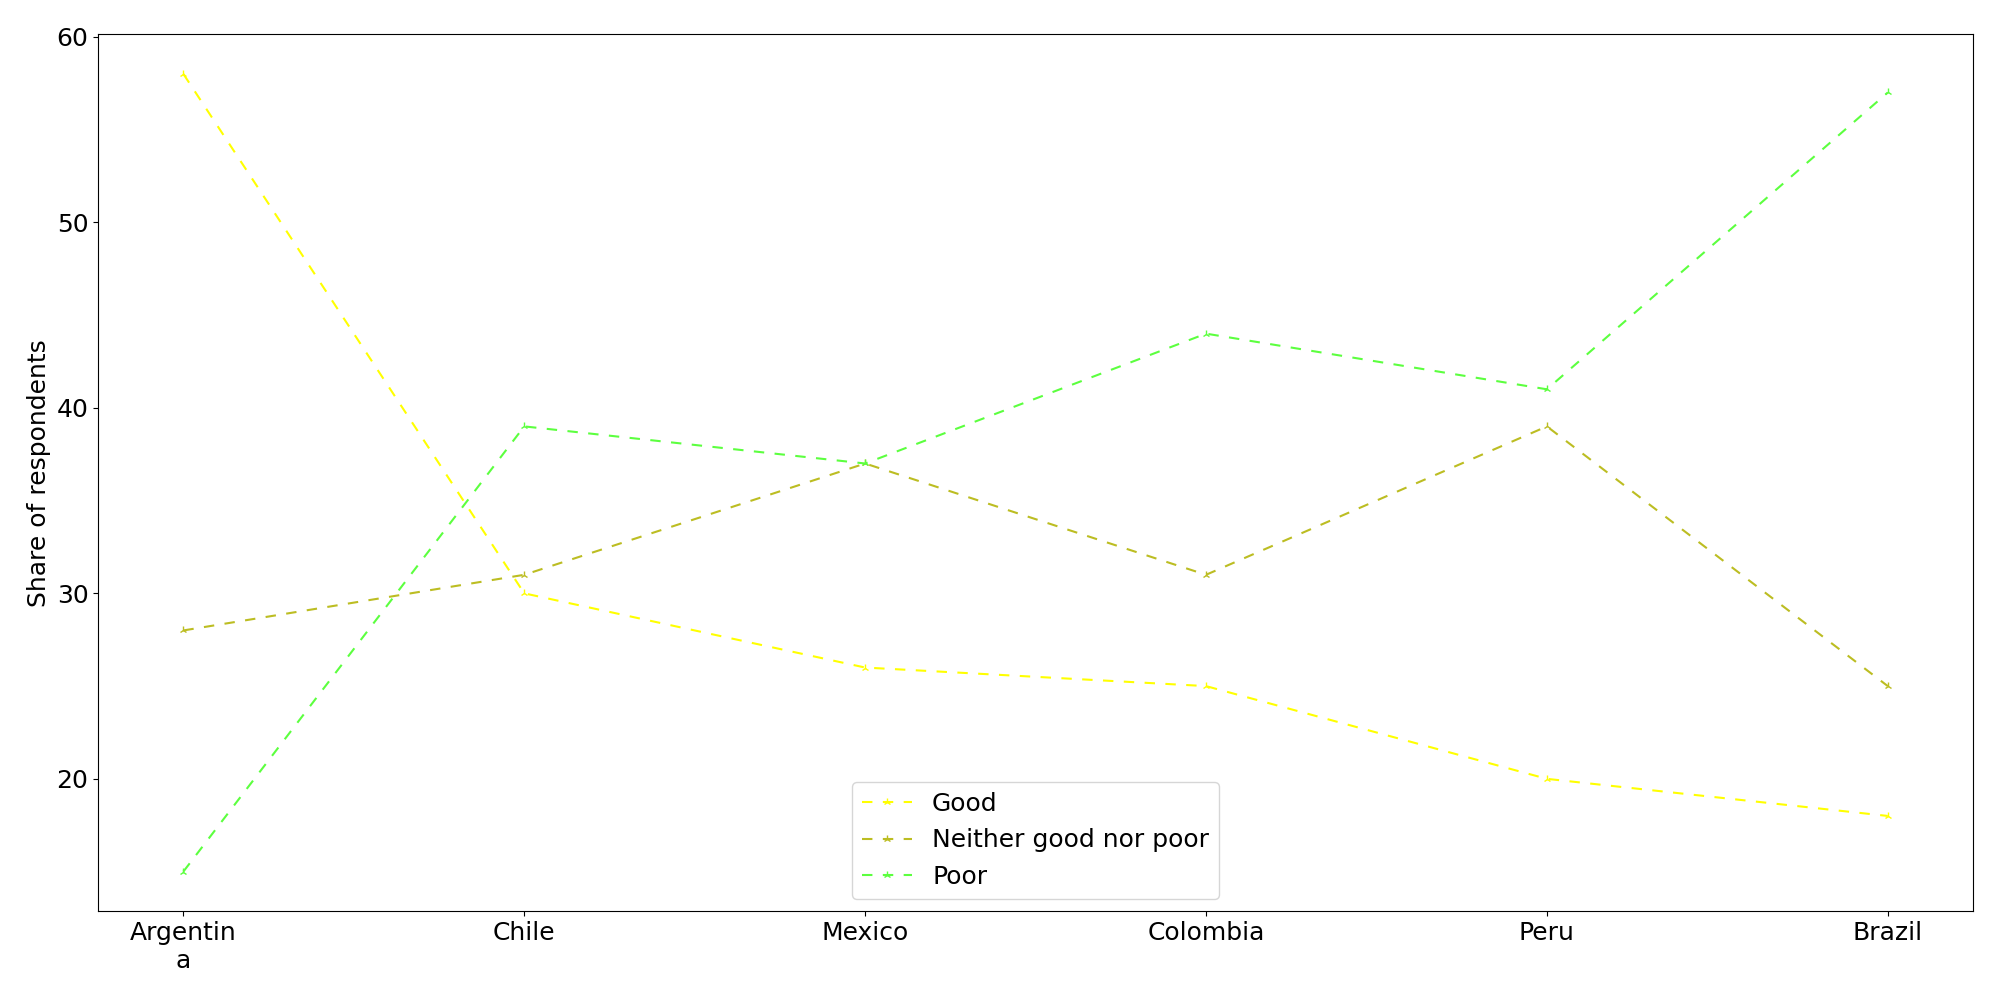 60
50
40
30
20
Share of respondents
Good
Neither good nor poor
Poor
Argentin
a
Chile
Mexico
Colombia
Peru
Brazil